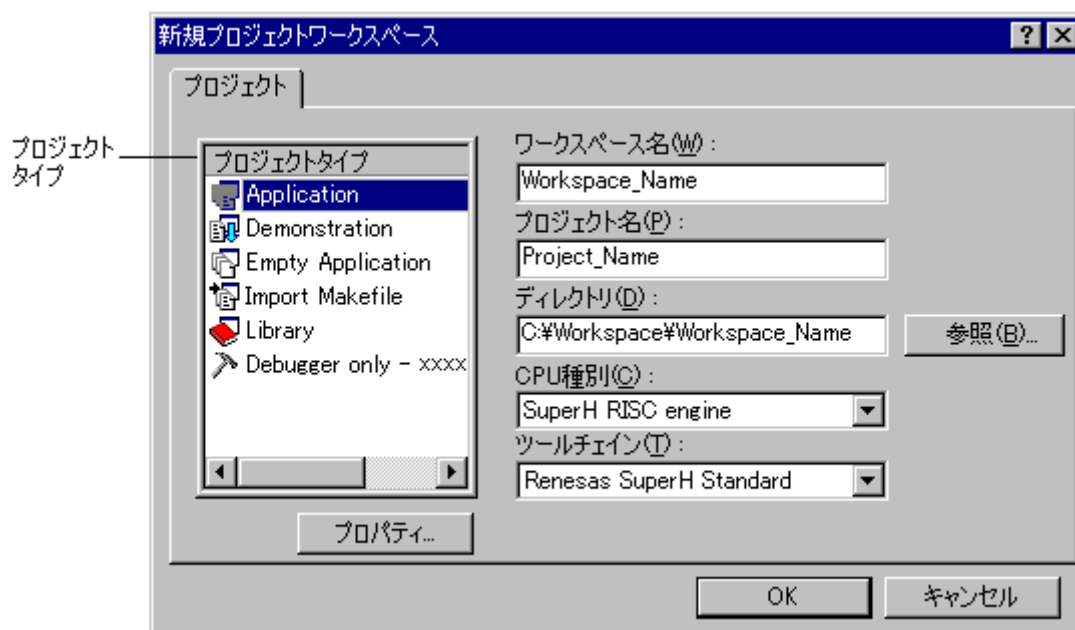 新規プロジェクトワークスペース
プロジェクト
プロジェクト
タイプ
プロジェクトタイプ
Application
Demonstration
Empty Application
Import Makefile
Library
Debugger only - xxxx
プロパティ...
ワークスペース名(W):
Workspace_Name
プロジェクト名(P):
Project_Name
ディレクトリ(D):
C:¥Workspace¥Workspace_Name
参照(B)...
CPU種別(C):
SuperH RISC engine
ツールチェイン(T):
Renesas SuperH Standard
OK
キャンセル